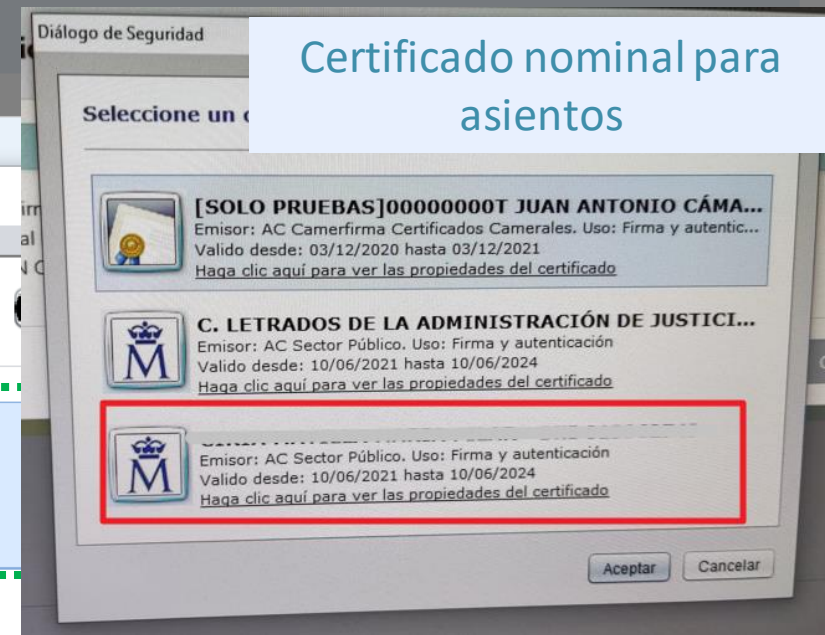 Diálogo de Seguridad
Certificado nominal para
asientos
Seleccione un
[SOLO PRUEBAS]00000000T JUAN ANTONIO CÁMA...
Emisor: AC Camerfirma Certificados Camerales. Uso: Firma y autentic...
Valido desde: 03/12/2020 hasta 03/12/2021
Haga clic aquí para ver las propiedades del certificado
C. LETRADOS DE LA ADMINISTRACIÓN DE JUSTICI...
Emisor: AC Sector Público. Uso: Firma y autenticación
Valido desde: 10/06/2021 hasta 10/06/2024
Haga clic aquí para ver las propiedades del certificado
Emisor: AC Sector Público. Uso: Firma y autenticación
Valido desde: 10/06/2021 hasta 10/06/2024
Haga clic aquí para ver las propiedades del certificado
Aceptar Cancelar